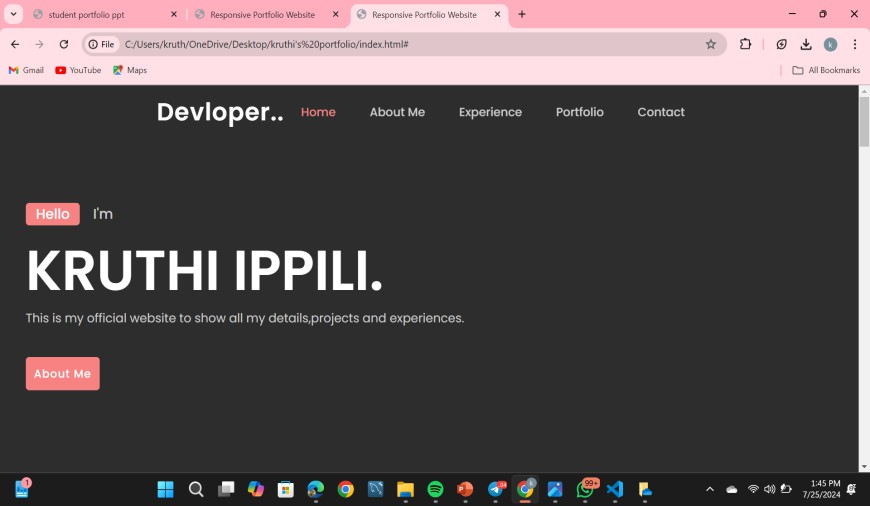 student portfolio ppt
Responsive Portfolio Website
Responsive Portfolio Website
File C:/Users/kruth/OneDrive/Desktop/kruthi's%20portfolio/index.html#
k
Gmail YouTube Maps All Bookmarks
Devloper.. Home About Me Experience Portfolio Contact
Hello I'm
KRUTHI IPPILI.
This is my official website to show all my details,projects and experiences.
About Me
1
99+
1:45 PM
7/25/2024